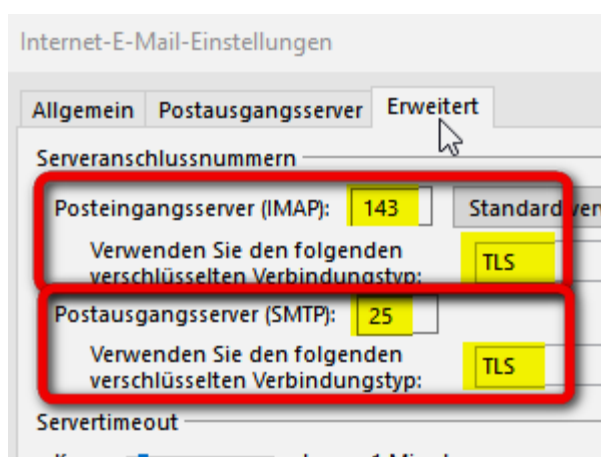 Internet-E-Mail-Einstellungen
Allgemein Postausgangsserver Erweitert
Serveranschlussnummern
Posteingangsserver (IMAP): 143 Standard
Verwenden Sie den folgenden
verschlüsselten Verbindungstyp: TLS
Postausgangsserver (SMTP): 25
Verwenden Sie den folgenden
verschlüsselten Verbindungstyp: TLS
Servertimeout